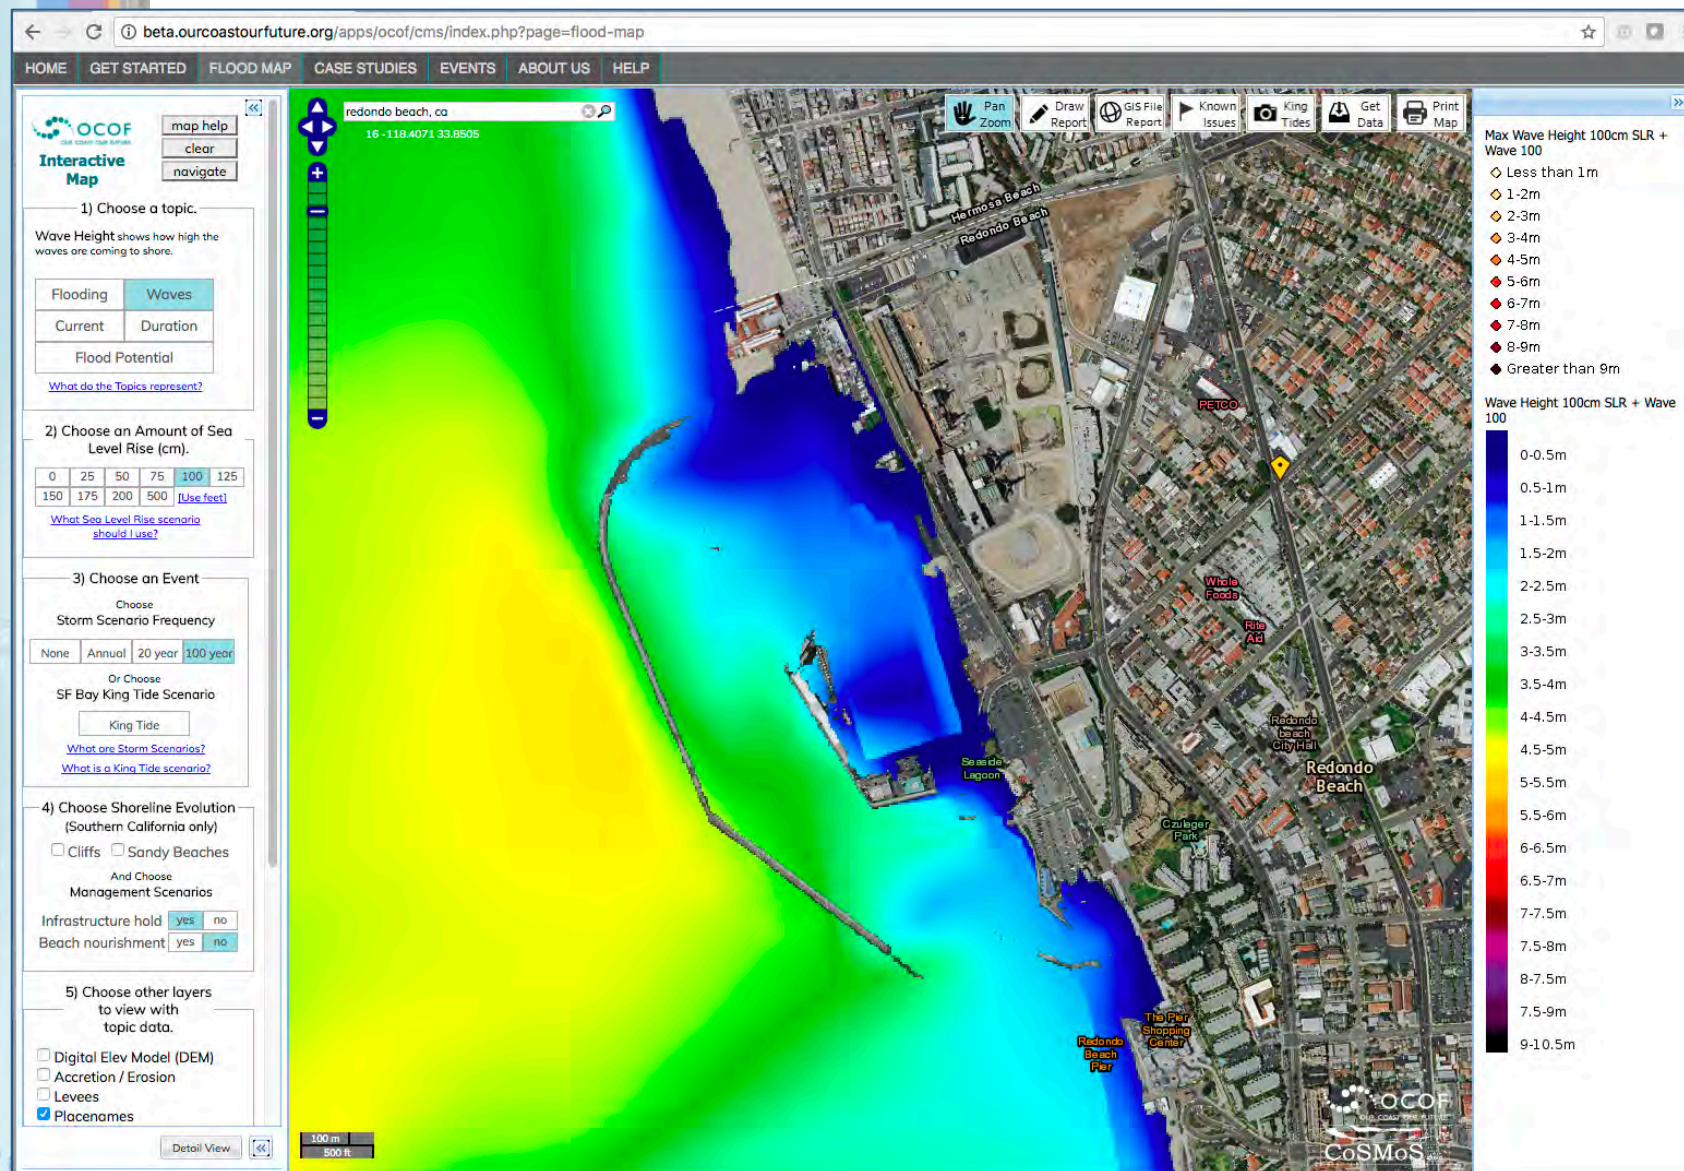 beta.ourcoastourfuture.org/apps/ocof/cms/index.php?page=flood-map
HOME GET STARTED FLOOD MAP CASE STUDIES EVENTS ABOUT US HELP
OCOF
OUR COAST OUR FUTURE
Interactive
Map
map help
clear
navigate
1) Choose a topic.
Wave Height shows how high the
waves are coming to shore.
Flooding Waves
Current Duration
Flood Potential
What do the Topics represent?
2) Choose an Amount of Sea
Level Rise (cm).
0 25 50 75 100 125
150 175 200 500 [Use feet]
What Sea Level Rise scenario
should I use?
3) Choose an Event
Choose
Storm Scenario Frequency
None Annual 20 year 100 year
Or Choose
SF Bay King Tide Scenario
King Tide
What are Storm Scenarios?
What is a King Tide scenario?
4) Choose Shoreline Evolution
(Southern California only)
Cliffs Sandy Beaches
And Choose
Management Scenarios
Infrastructure hold yes no
Beach nourishment yes no
5) Choose other layers
to view with
topic data.
Digital Elev Model (DEM)
Accretion / Erosion
Levees
Placenames
Detail View
redondo beach, ca
16 -118.4071 33.8505
Pan
Zoom
Draw
Report
GIS File
Report
Known
Issues
King
Tides
Get
Data
Print
Map
Hermosa Beach
Redondo Beach
PETCO
Whole
Foods
Rite
Aid
Redondo
beach
City Hall
Redondo
Beach
Seaside
Lagoon
Czuleger
Park
The Pier
Shopping
Center
Redondo
Beach
Pier
100 m
500 ft
OCOF
OUR COAST OUR FUTURE
CoSMoS
Max Wave Height 100cm SLR +
Wave 100
Less than 1m
1-2m
2-3m
3-4m
4-5m
5-6m
6-7m
7-8m
8-9m
Greater than 9m
Wave Height 100cm SLR + Wave
100
0-0.5m
0.5-1m
1-1.5m
1.5-2m
2-2.5m
2.5-3m
3-3.5m
3.5-4m
4-4.5m
4.5-5m
5-5.5m
5.5-6m
6-6.5m
6.5-7m
7-7.5m
7.5-8m
8-7.5m
7.5-9m
9-10.5m